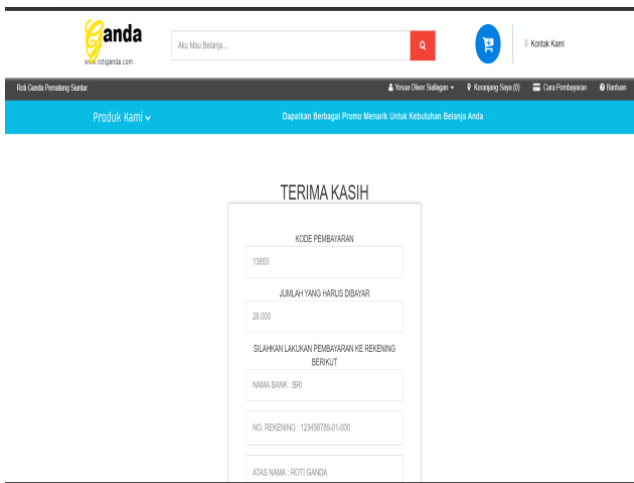 Ganda
www.rotiganda.com
Aku Mau Belanja...
Kontak Kami
Roti Ganda Pematang Siantar
Yosua Oliver Siallagan
Keranjang Saya (0)
Cara Pembayaran
Bantuan
Produk Kami
Dapatkan Berbagai Promo Menarik Untuk Kebutuhan Belanja Anda
TERIMA KASIH
KODE PEMBAYARAN
13853
JUMLAH YANG HARUS DIBAYAR
28.000
SILAHKAN LAKUKAN PEMBAYARAN KE REKENING
BERIKUT
NAMA BANK : BRI
NO. REKENING : 123456789-01-000
ATAS NAMA : ROTI GANDA